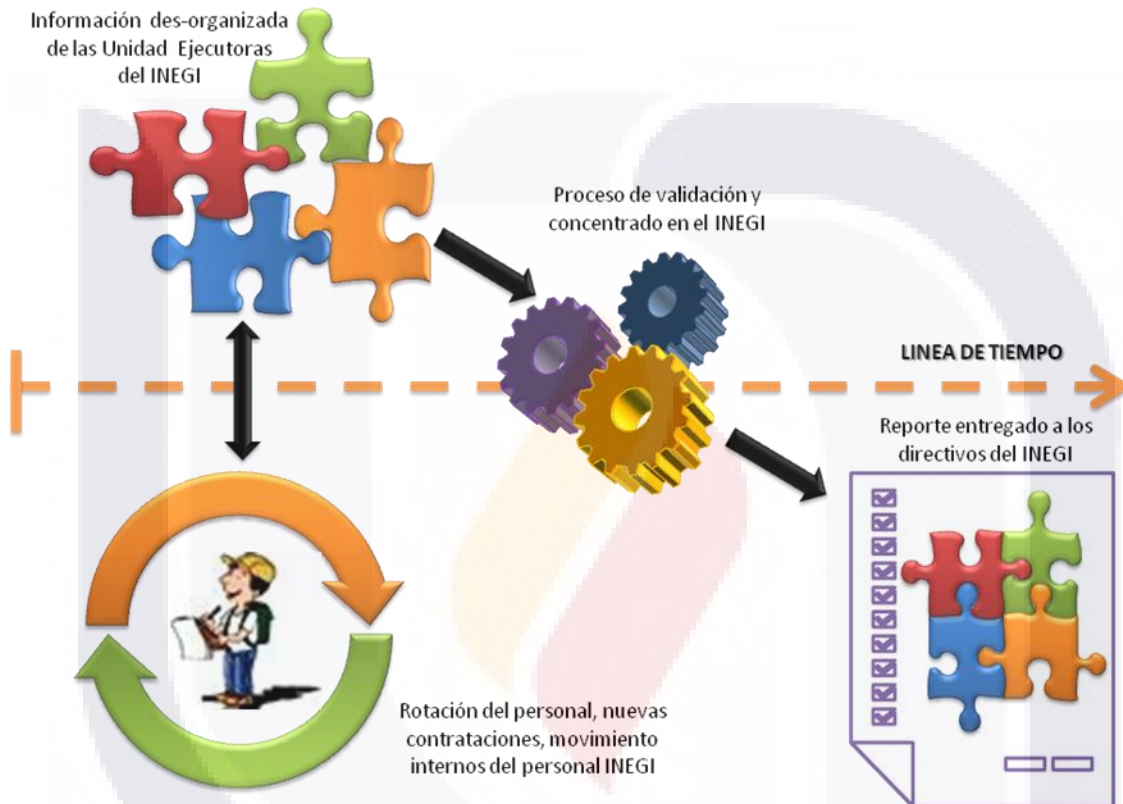 Información des-organizada
de las Unidad Ejecutoras
del INEGI
Proceso de validación y
concentrado en el INEGI
LINEA DE TIEMPO
Reporte entregado a los
directivos del INEGI
Rotación del personal, nuevas
contrataciones, movimiento
internos del personal INEGI